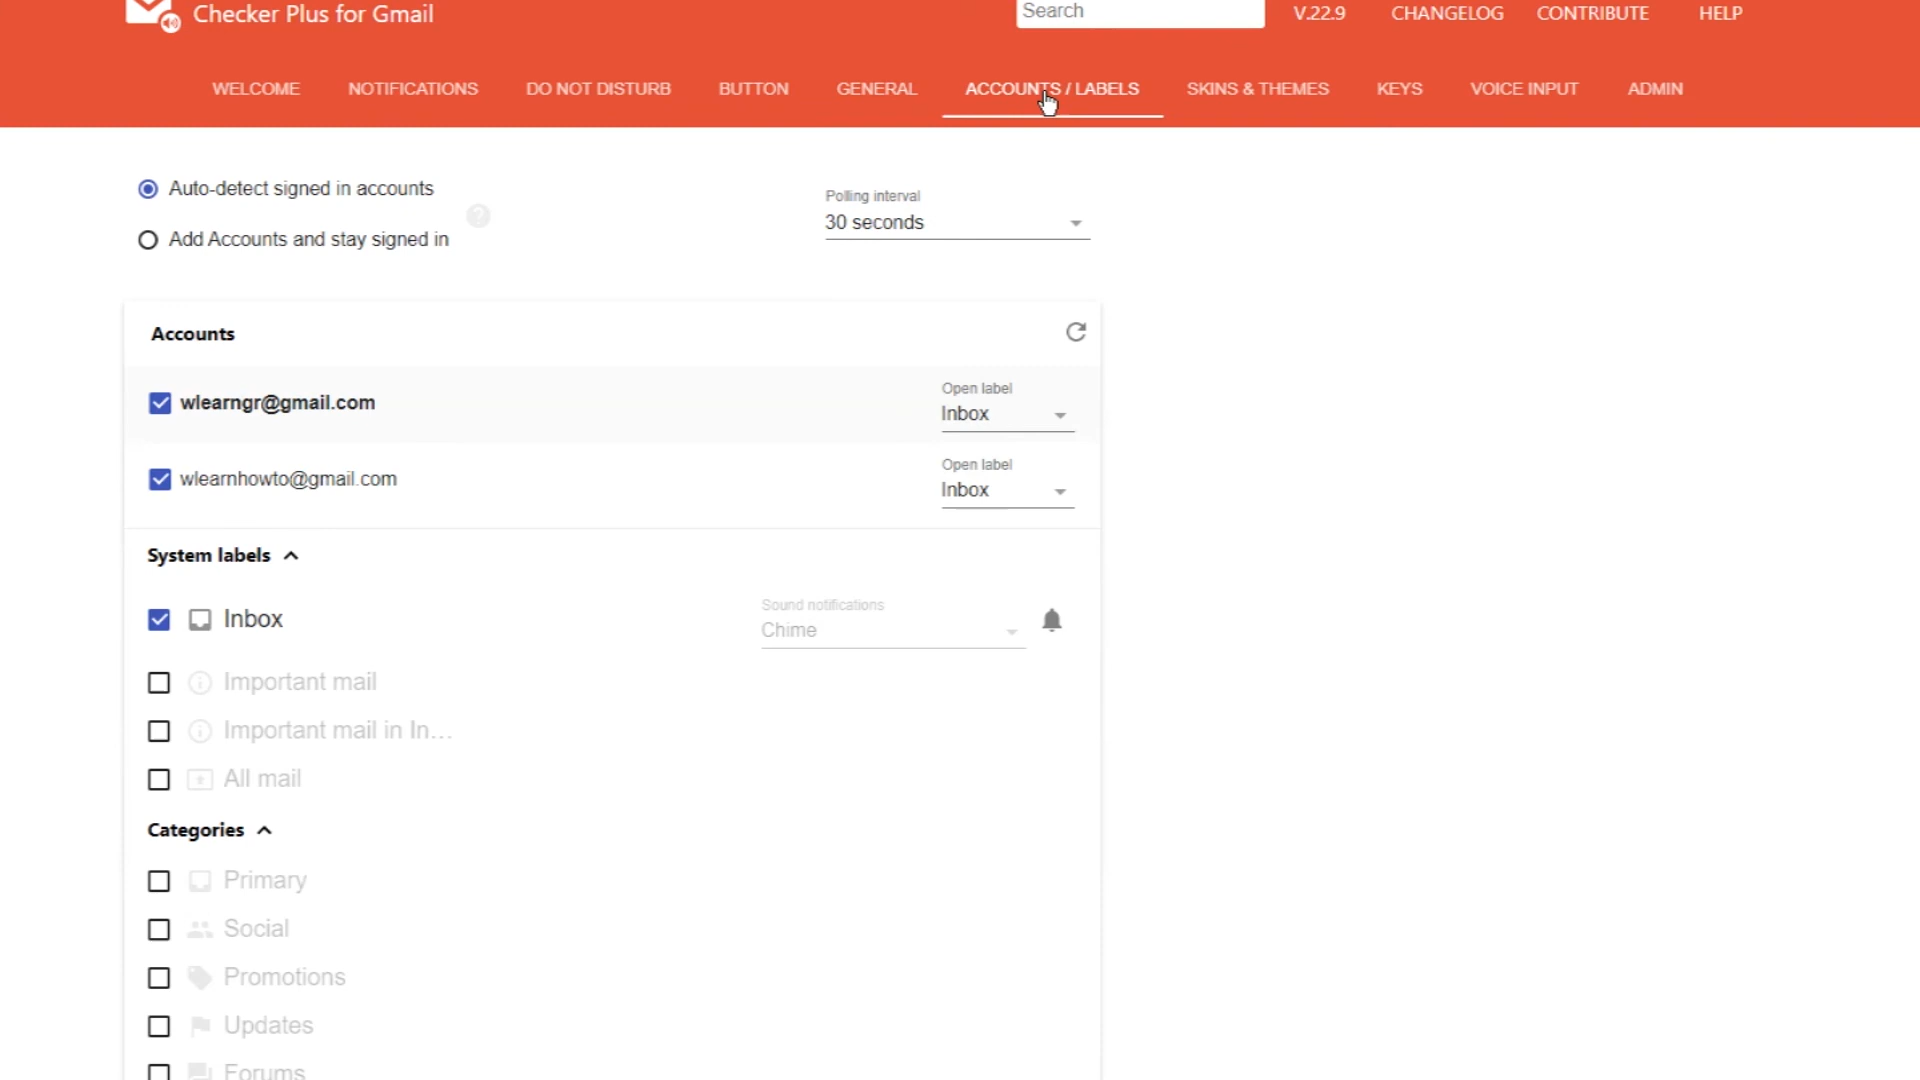 Checker Plus for Gmail
Search
V.22.9
CHANGELOG
CONTRIBUTE
HELP
WELCOME
NOTIFICATIONS
DO NOT DISTURB
BUTTON
GENERAL
ACCOUNTS / LABELS
SKINS & THEMES
KEYS
VOICE INPUT
ADMIN
Auto-detect signed in accounts
?
Add Accounts and stay signed in
Polling interval
30 seconds
Accounts
wlearngr@gmail.com
Open label
Inbox
wlearnhowto@gmail.com
Open label
Inbox
System labels
Inbox
Sound notifications
Chime
Important mail
Important mail in In...
All mail
Categories
Primary
Social
Promotions
Updates
Forums